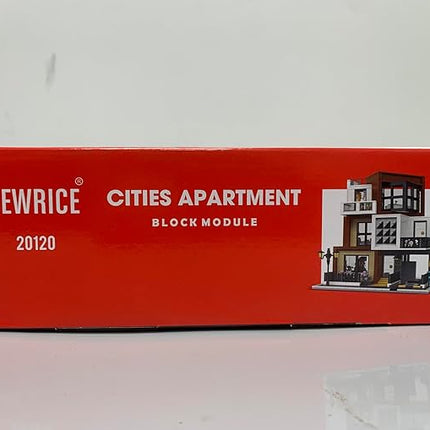 EWRICE®
20120
CITIES APARTMENT
BLOCK MODULE